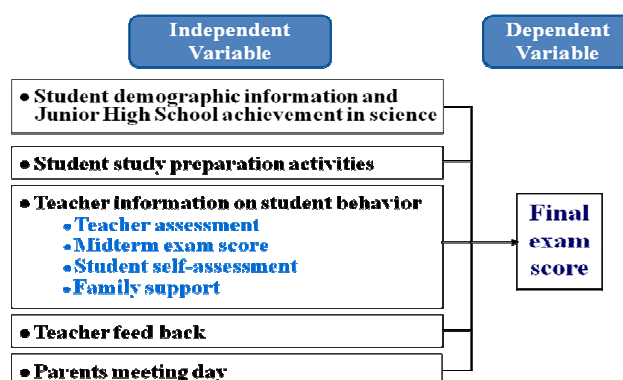 Independent
Variable
Dependent
Variable
• Student demographic information and
Junior High School achievement in science
• Student study preparation activities
• Teacher information on student behavior
• Teacher assessment
• Midterm exam score
• Student self-assessment
• Family support
Final
exam
score
• Teacher feed back
• Parents meeting day